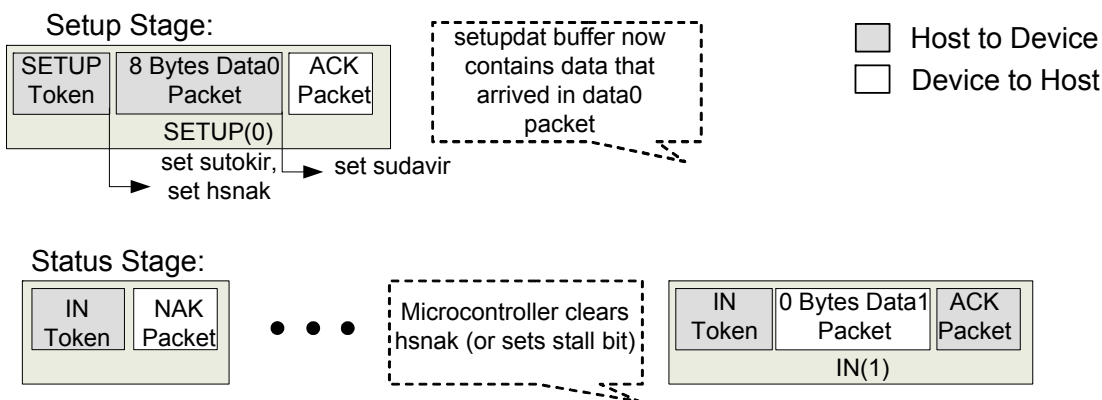 Setup Stage:
SETUP
Token
8 Bytes Data0
Packet
ACK
Packet
SETUP(0)
set sutokir,
set hsnak
set sudavir
setupdat buffer now
contains data that
arrived in data0
packet
Host to Device
Device to Host
Status Stage:
IN
Token
NAK
Packet
● ● ●
Microcontroller clears
hsnak (or sets stall bit)
IN
Token
0 Bytes Data1
Packet
ACK
Packet
IN(1)